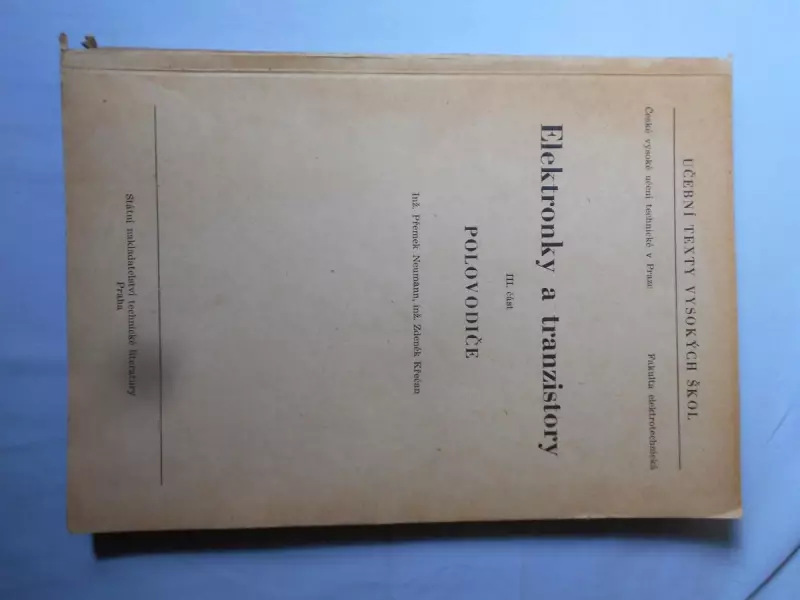 UČEBNÍ TEXTY VYSOKÝCH ŠKOL
České vysoké učení technické v Praze Fakulta elektrotechnická
Elektronky a tranzistory
III. část
POLOVODIČE
Inž. Přemek Neumann, inž. Zdeněk Křečan
Státní nakladatelství technické literatury
Praha